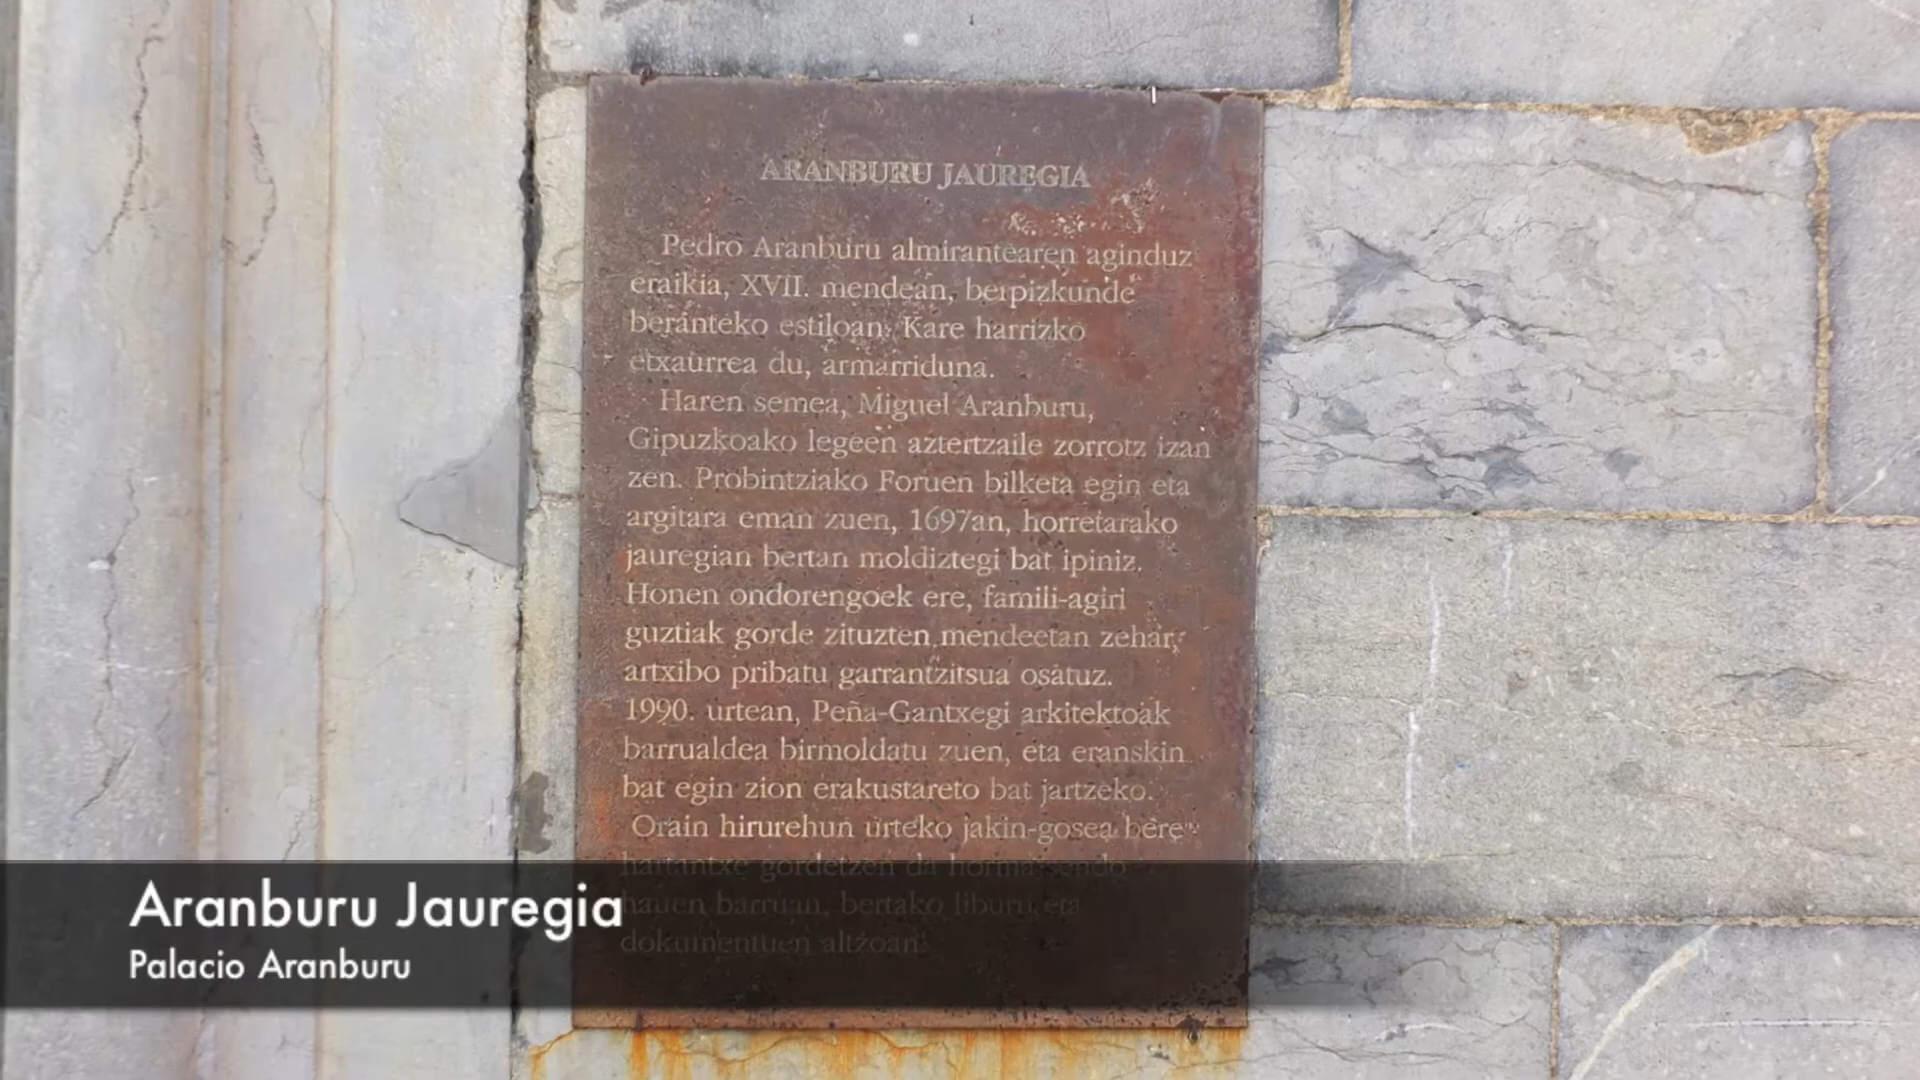 ARANBURU JAUREGIA
Pedro Aranburu almirantearen aginduz
eraikia, XVII. mendean, berpizkunde
beranteko estiloan. Kare harrizko
etxaurrea du, armarriduna.
Haren semea, Miguel Aranburu,
Gipuzkoako legeen aztertzaile zorrotz izan
zen. Probintziako Foruen bilketa egin eta
argitara eman zuen, 1697an, horretarako
jauregian bertan moldiztegi bat ipiniz.
Honen ondorengoek ere, famili-agiri
guztiak gorde zituzten mendeetan zehar,
artxibo pribatu garrantzitsua osatuz.
1990. urtean, Peña-Gantxegi arkitektoak
barrualdea birmoldatu zuen, eta eranskin
bat egin zion erakustareto bat jartzeko.
Orain hirurehun urteko jakin-gosea bere
hartantxe gordetzen da horma sendo
hauen barruan, bertako liburu eta
dokumentuen altzoan.
Aranburu Jauregia
Palacio Aranburu